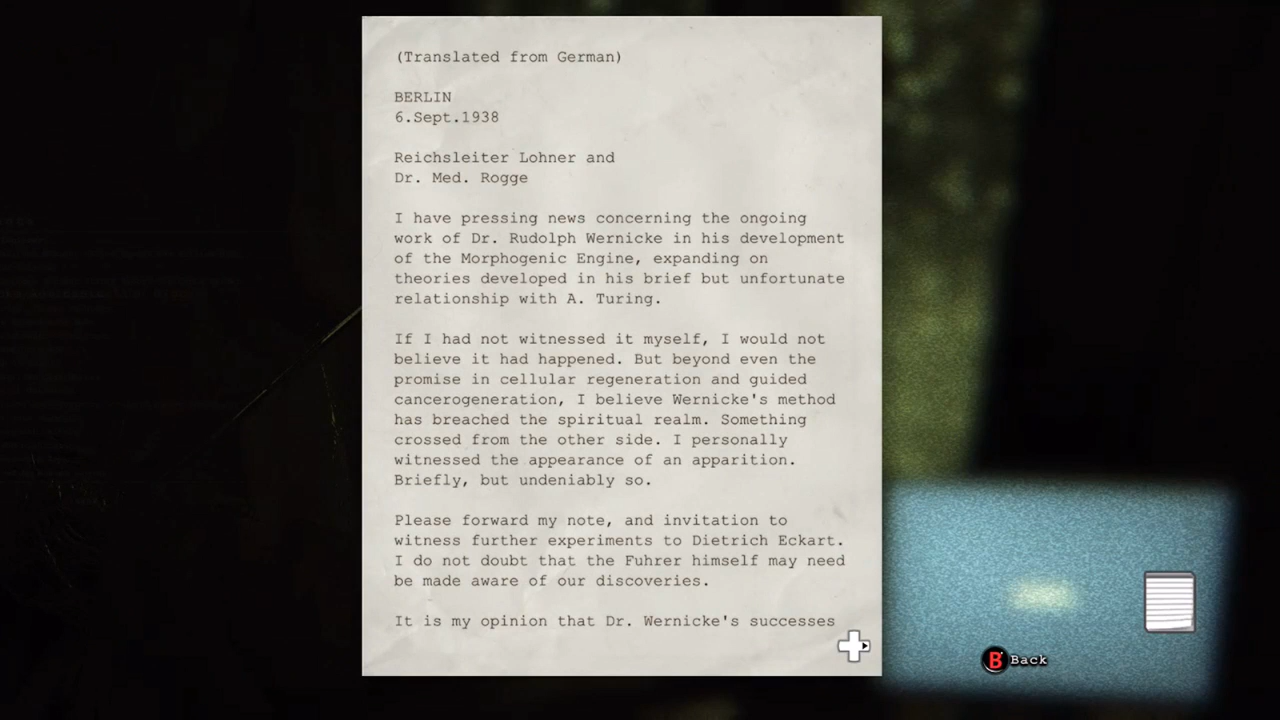 (Translated from German)
BERLIN
6.Sept.1938
Reichsleiter Lohner and
Dr. Med. Rogge
I have pressing news concerning the ongoing
work of Dr. Rudolph Wernicke in his development
of the Morphogenic Engine, expanding on
theories developed in his brief but unfortunate
relationship with A. Turing.
If I had not witnessed it myself, I would not
believe it had happened. But beyond even the
promise in cellular regeneration and guided
cancerogeneration, I believe Wernicke's method
has breached the spiritual realm. Something
crossed from the other side. I personally
witnessed the appearance of an apparition.
Briefly, but undeniably so.
Please forward my note, and invitation to
witness further experiments to Dietrich Eckart.
I do not doubt that the Fuhrer himself may need
be made aware of our discoveries.
It is my opinion that Dr. Wernicke's successes
B Back